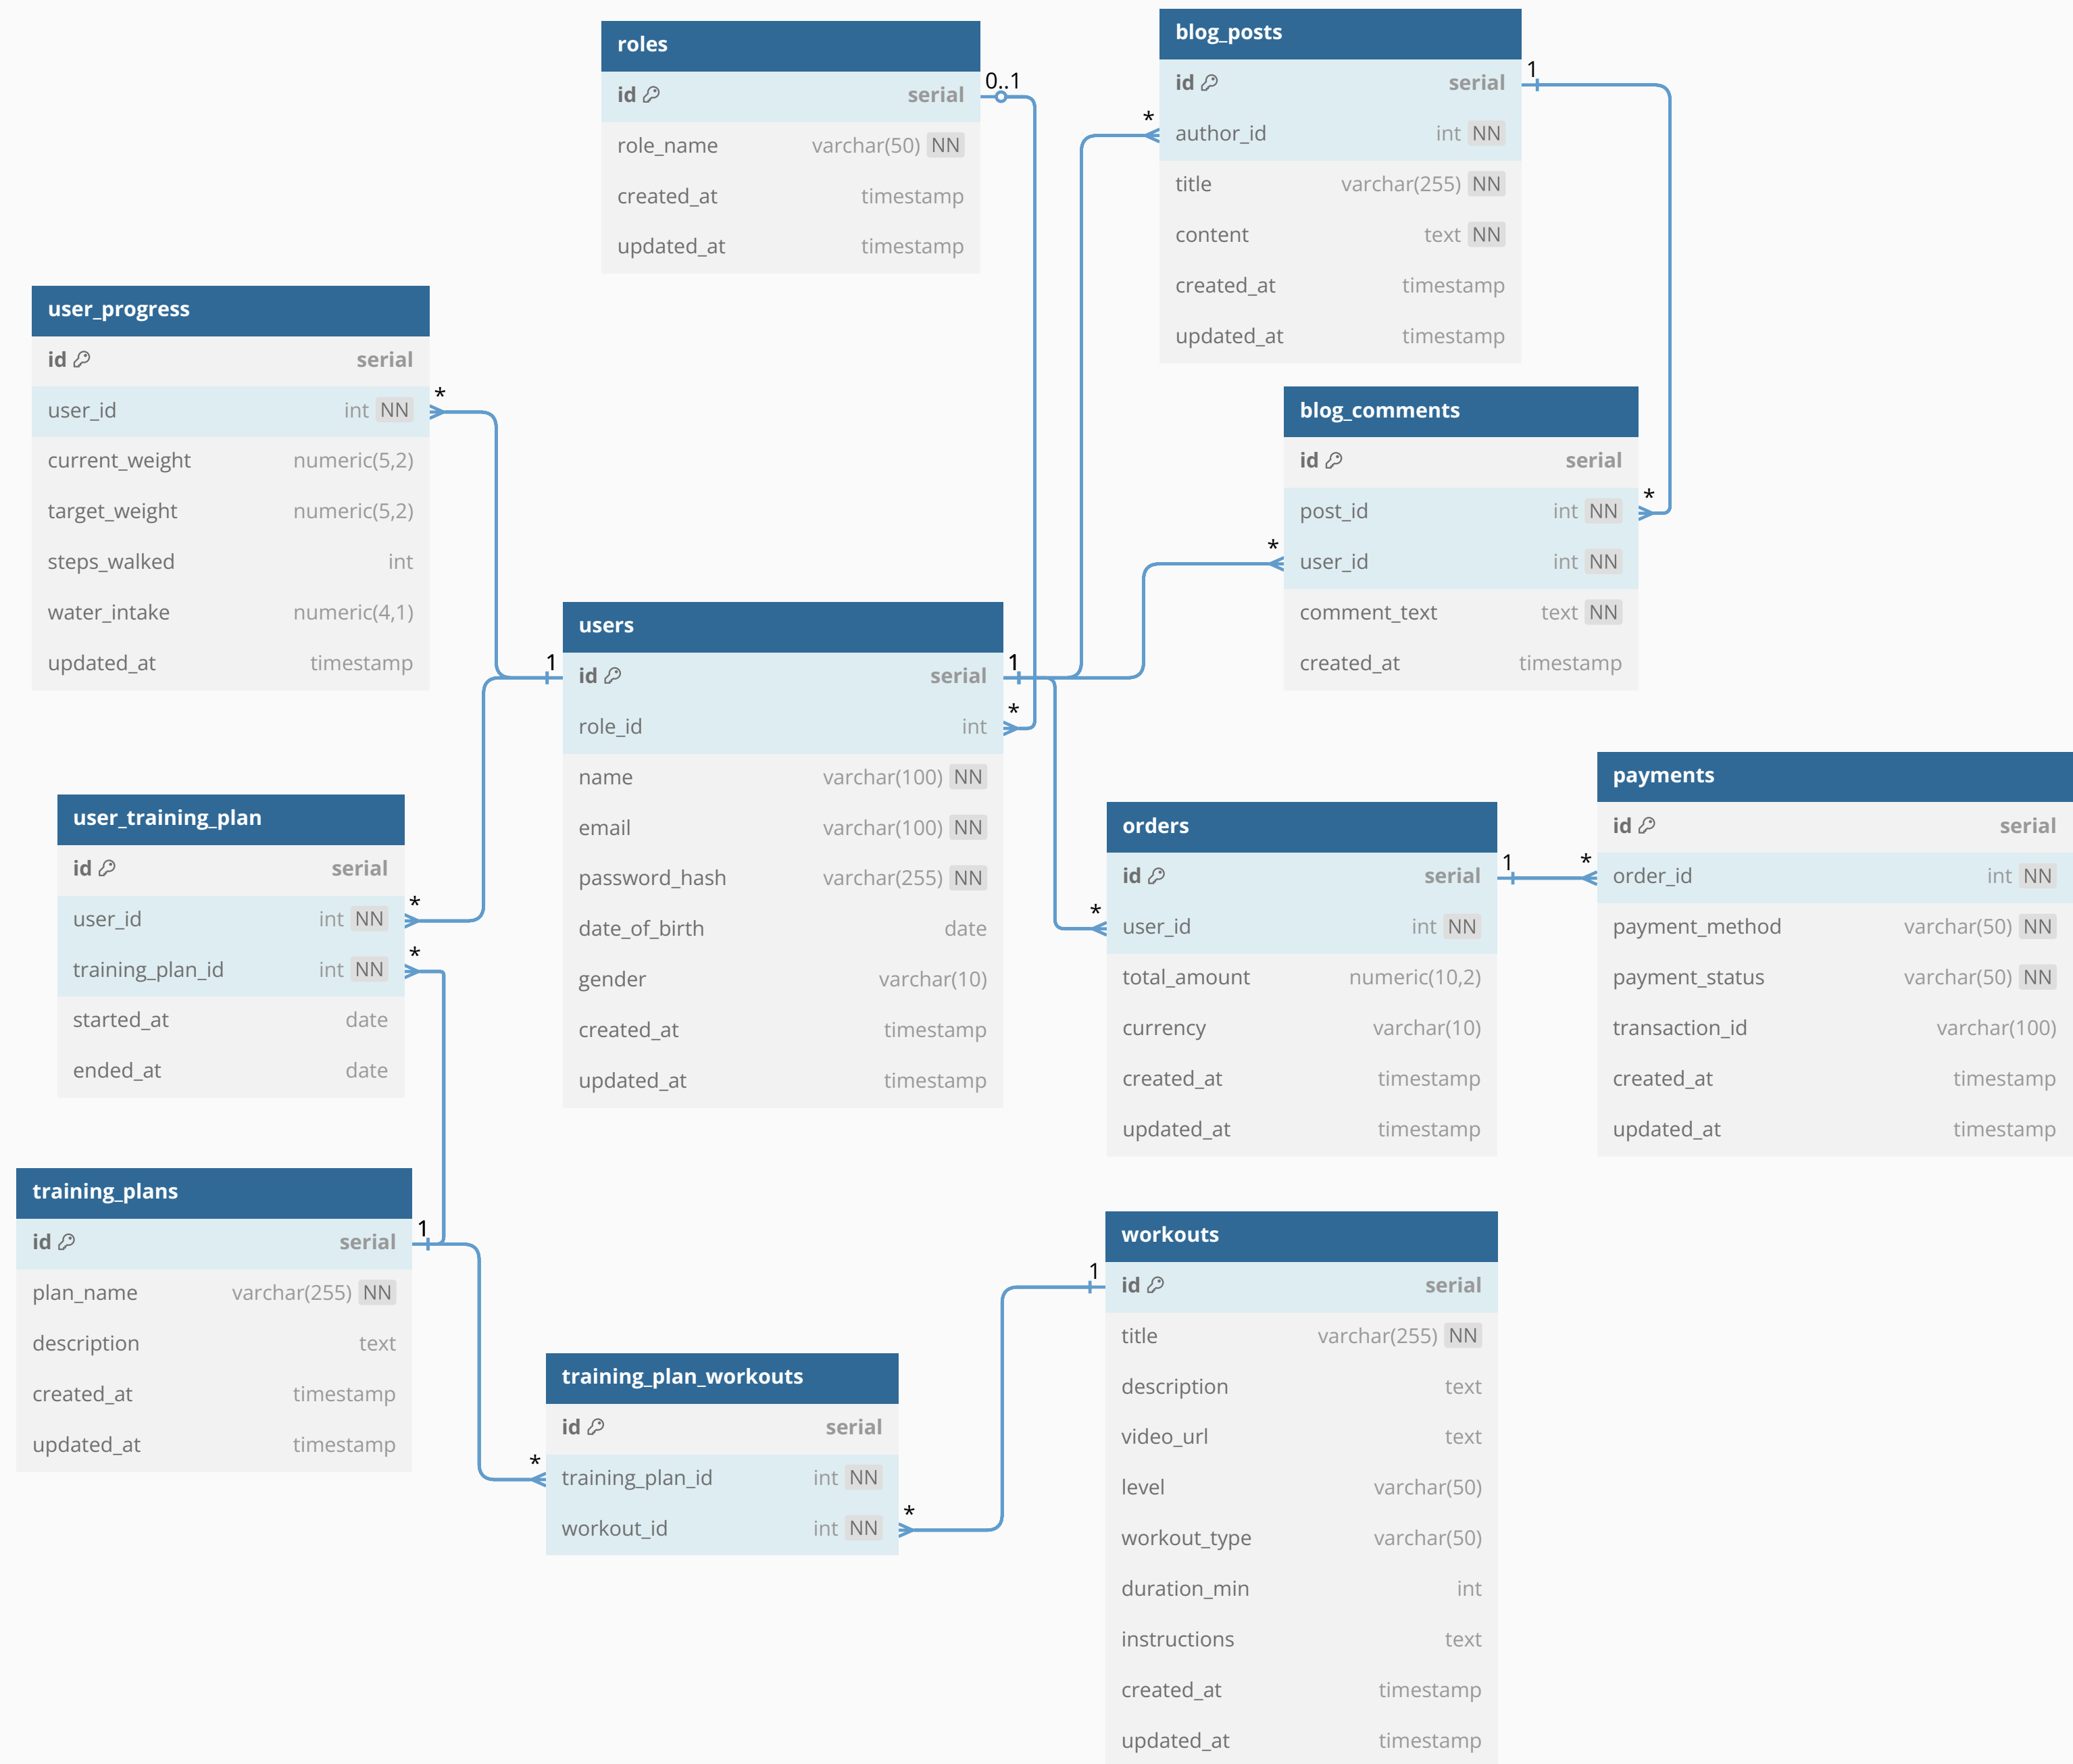 roles
id serial
role_name varchar(50) NN
created_at timestamp
updated_at timestamp
0..1
blog_posts
id serial
author_id int NN
title varchar(255) NN
content text NN
created_at timestamp
updated_at timestamp
1
*
user_progress
id serial
user_id int NN
current_weight numeric(5,2)
target_weight numeric(5,2)
steps_walked int
water_intake numeric(4,1)
updated_at timestamp
*
blog_comments
id serial
post_id int NN
user_id int NN
comment_text text NN
created_at timestamp
*
*
users
id serial
role_id int
name varchar(100) NN
email varchar(100) NN
password_hash varchar(255) NN
date_of_birth date
gender varchar(10)
created_at timestamp
updated_at timestamp
1
1
*
user_training_plan
id serial
user_id int NN
training_plan_id int NN
started_at date
ended_at date
*
*
orders
id serial
user_id int NN
total_amount numeric(10,2)
currency varchar(10)
created_at timestamp
updated_at timestamp
1
*
payments
id serial
order_id int NN
payment_method varchar(50) NN
payment_status varchar(50) NN
transaction_id varchar(100)
created_at timestamp
updated_at timestamp
*
training_plans
id serial
plan_name varchar(255) NN
description text
created_at timestamp
updated_at timestamp
1
training_plan_workouts
id serial
training_plan_id int NN
workout_id int NN
*
*
workouts
id serial
title varchar(255) NN
description text
video_url text
level varchar(50)
workout_type varchar(50)
duration_min int
instructions text
created_at timestamp
updated_at timestamp
1